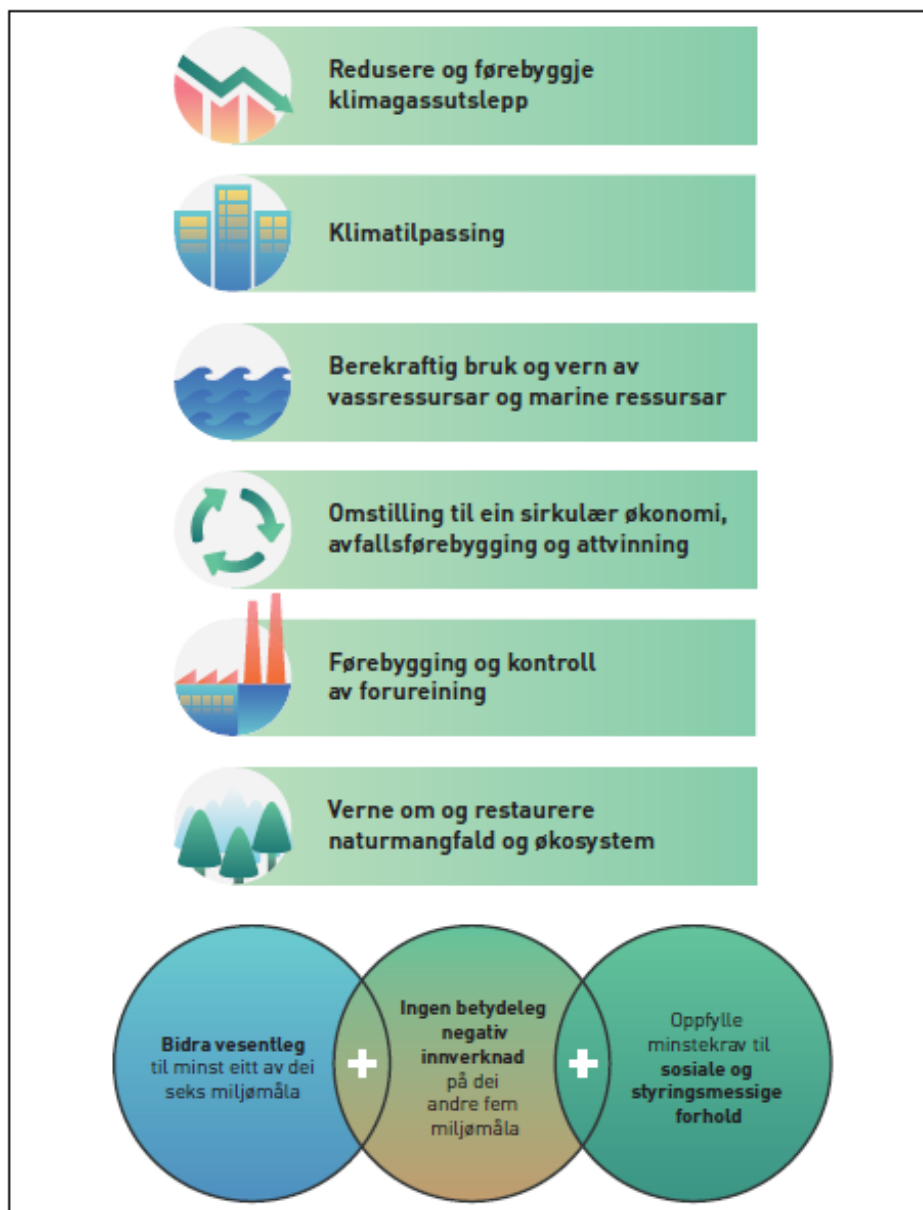 Redusere og førebyggje
klimagassutslepp
Klimatilpassing
Berekraftig bruk og vern av
vassressursar og marine ressursar
Omstilling til ein sirkulær økonomi,
avfallsførebygging og attvinning
Førebygging og kontroll
av forureining
Verne om og restaurere
naturmangfald og økosystem
Bidra vesentleg
til minst eitt av dei
seks miljømåla
Ingen betydeleg
negativ
innverknad
på dei
andre fem
miljømåla
Oppfylle
minstekrav til
sosiale og
styringsmessige
forhold